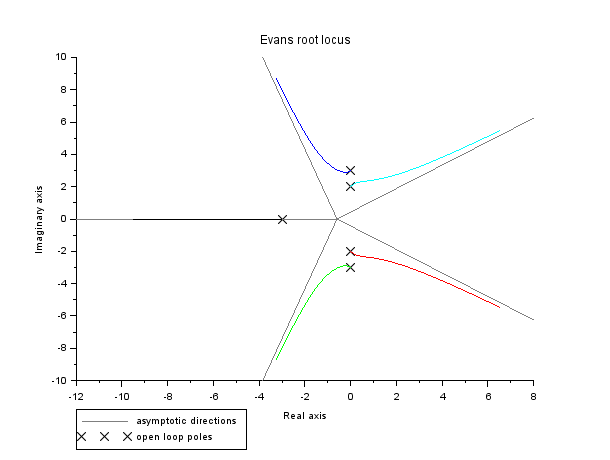 Evans root locus
10
8
6
4
2
0
-2
-4
-6
-8
-10
Imaginary axis
-12 -10 -8 -6 -4 -2 0 2 4 6 8
Real axis
asymptotic directions
open loop poles